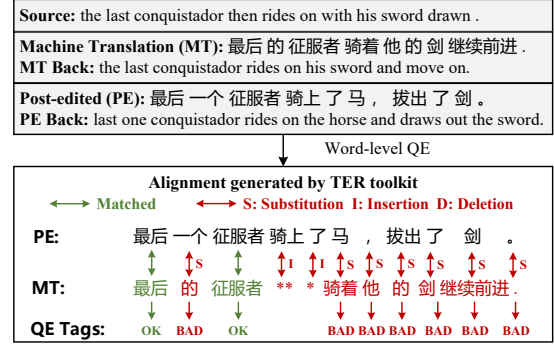 Source: the last conquistador then rides on with his sword drawn .
Machine Translation (MT): 最后 的 征服者 骑着 他 的 剑 继续前进 .
MT Back: the last conquistador rides on his sword and move on.
Post-edited (PE): 最后 一个 征服者 骑上 了 马 ， 拔出 了 剑 。
PE Back: last one conquistador rides on the horse and draws out the sword.
Word-level QE
Alignment generated by TER toolkit
Matched S: Substitution I: Insertion D: Deletion
PE: 最后 一个 征服者 骑上 了 马 ， 拔出 了 剑 。
S I I S S S S S S
MT: 最后 的 征服者 ** * 骑着 他 的 剑 继续前进 .
QE Tags: OK BAD OK BAD BAD BAD BAD BAD BAD